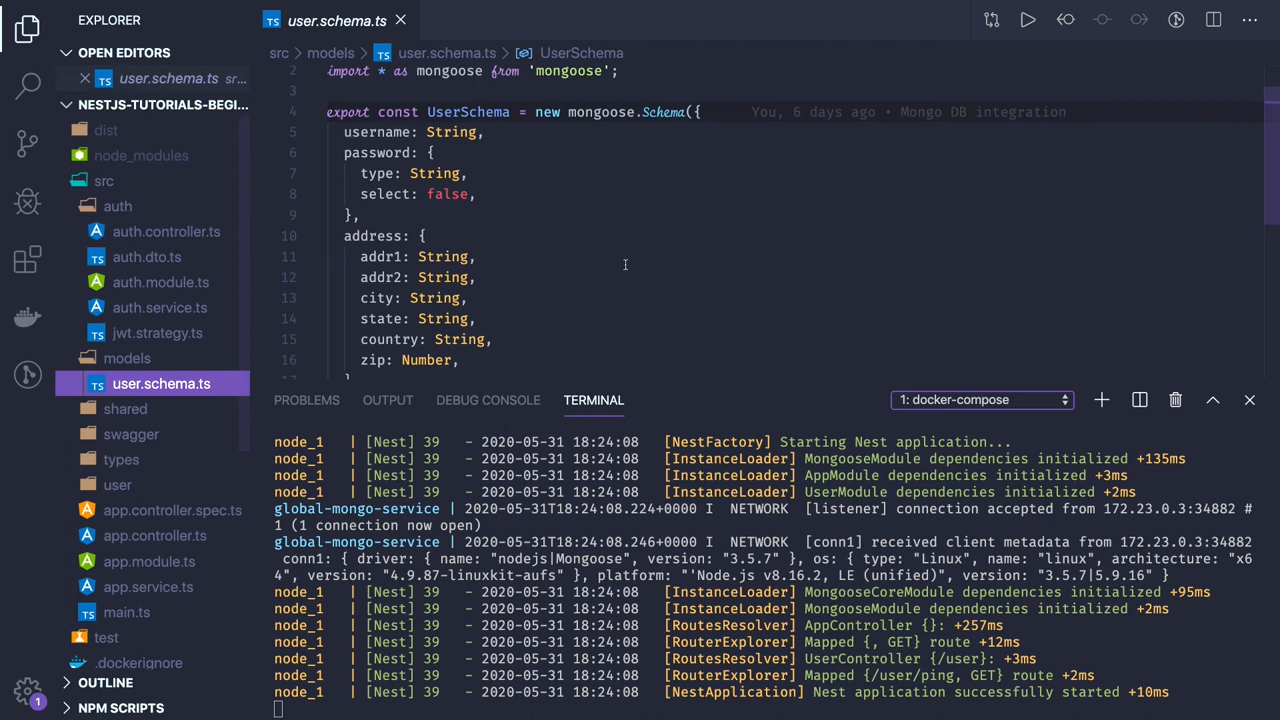 EXPLORER
OPEN EDITORS
TS user.schema.ts sr...
NESTJS-TUTORIALS-BEGI...
dist
node_modules
src
auth
auth.controller.ts
TS auth.dto.ts
auth.module.ts
auth.service.ts
TS jwt.strategy.ts
models
TS user.schema.ts
shared
swagger
types
user
app.controller.spec.ts
app.controller.ts
app.module.ts
app.service.ts
main.ts
test
.dockerignore
OUTLINE
NPM SCRIPTS
1
TS user.schema.ts
src > models > TS user.schema.ts > UserSchema
2 import * as mongoose from 'mongoose';
3
4 export const UserSchema = new mongoose.Schema({ You, 6 days ago • Mongo DB integration
5 username: String,
6 password: {
7 type: String,
8 select: false,
9 },
10 address: {
11 addr1: String,
12 addr2: String,
13 city: String,
14 state: String,
15 country: String,
16 zip: Number,
PROBLEMS OUTPUT DEBUG CONSOLE TERMINAL 1: docker-compose
node_1 | [Nest] 39 - 2020-05-31 18:24:08 [NestFactory] Starting Nest application...
node_1 | [Nest] 39 - 2020-05-31 18:24:08 [InstanceLoader] MongooseModule dependencies initialized +135ms
node_1 | [Nest] 39 - 2020-05-31 18:24:08 [InstanceLoader] AppModule dependencies initialized +3ms
node_1 | [Nest] 39 - 2020-05-31 18:24:08 [InstanceLoader] UserModule dependencies initialized +2ms
global-mongo-service | 2020-05-31T18:24:08.224+0000 I NETWORK [listener] connection accepted from 172.23.0.3:34882 #
1 (1 connection now open)
global-mongo-service | 2020-05-31T18:24:08.246+0000 I NETWORK [conn1] received client metadata from 172.23.0.3:34882
conn1: { driver: { name: "nodejs|Mongoose", version: "3.5.7" }, os: { type: "Linux", name: "linux", architecture: "x6
4", version: "4.9.87-linuxkit-aufs" }, platform: "'Node.js v8.16.2, LE (unified)", version: "3.5.7|5.9.16" }
node_1 | [Nest] 39 - 2020-05-31 18:24:08 [InstanceLoader] MongooseCoreModule dependencies initialized +95ms
node_1 | [Nest] 39 - 2020-05-31 18:24:08 [InstanceLoader] MongooseModule dependencies initialized +2ms
node_1 | [Nest] 39 - 2020-05-31 18:24:08 [RoutesResolver] AppController {}: +257ms
node_1 | [Nest] 39 - 2020-05-31 18:24:08 [RouterExplorer] Mapped {, GET} route +12ms
node_1 | [Nest] 39 - 2020-05-31 18:24:08 [RoutesResolver] UserController {/user}: +3ms
node_1 | [Nest] 39 - 2020-05-31 18:24:08 [RouterExplorer] Mapped {/user/ping, GET} route +2ms
node_1 | [Nest] 39 - 2020-05-31 18:24:08 [NestApplication] Nest application successfully started +10ms